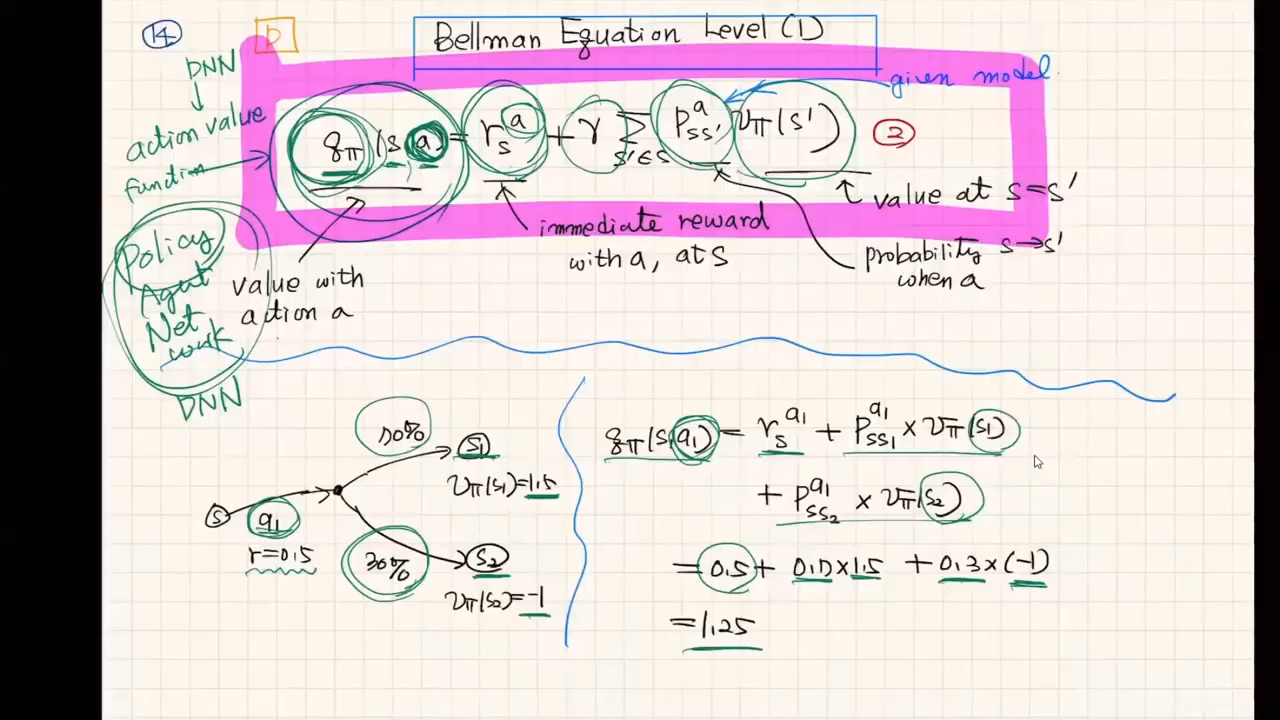 14
D
Bellman Equation Level (1)
given model
DNN
↓
action value
function
qπ(s,a) = r_s^a + γ Σ_{s'∈S} P_{ss'}^a vπ(s') 2
value at s=s'
immediate reward
with a, at s
probability s→s'
when a
value with
action a
Policy
Agent
Net
work
DNN
70%
s1
vπ(s1)=1.5
s
a1
r=0.5
30%
s2
vπ(s2)=-1
qπ(s,a1) = r_s^{a1} + P_{ss1}^{a1} × vπ(s1)
+ P_{ss2}^{a1} × vπ(s2)
= 0.5 + 0.7×1.5 + 0.3×(-1)
= 1.25